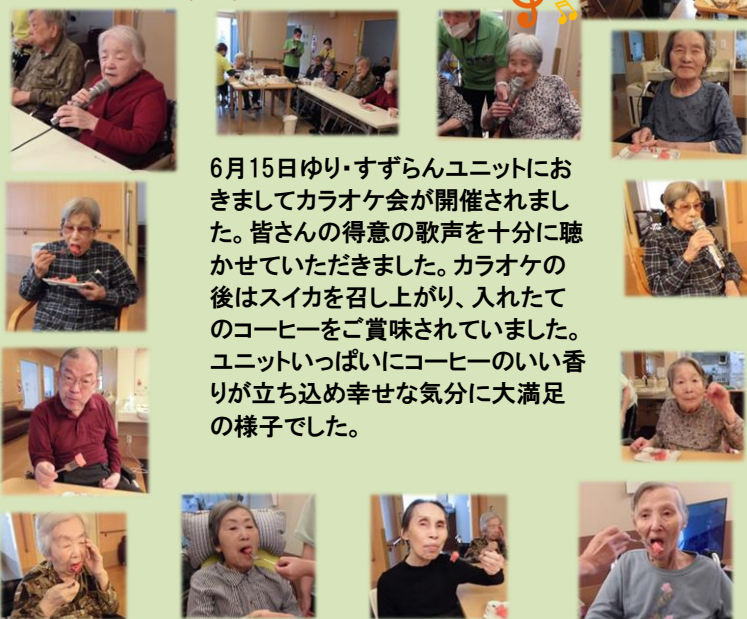 6月15日ゆり・すずらんユニットにお
きましてカラオケ会が開催されまし
た。皆さんの得意の歌声を十分に聴
かせていただきました。カラオケの
後はスイカを召し上がり、入れたて
のコーヒーをご賞味されていました。
ユニットいっぱいにコーヒーのいい香
りが立ち込め幸せな気分に大満足
の様子でした。